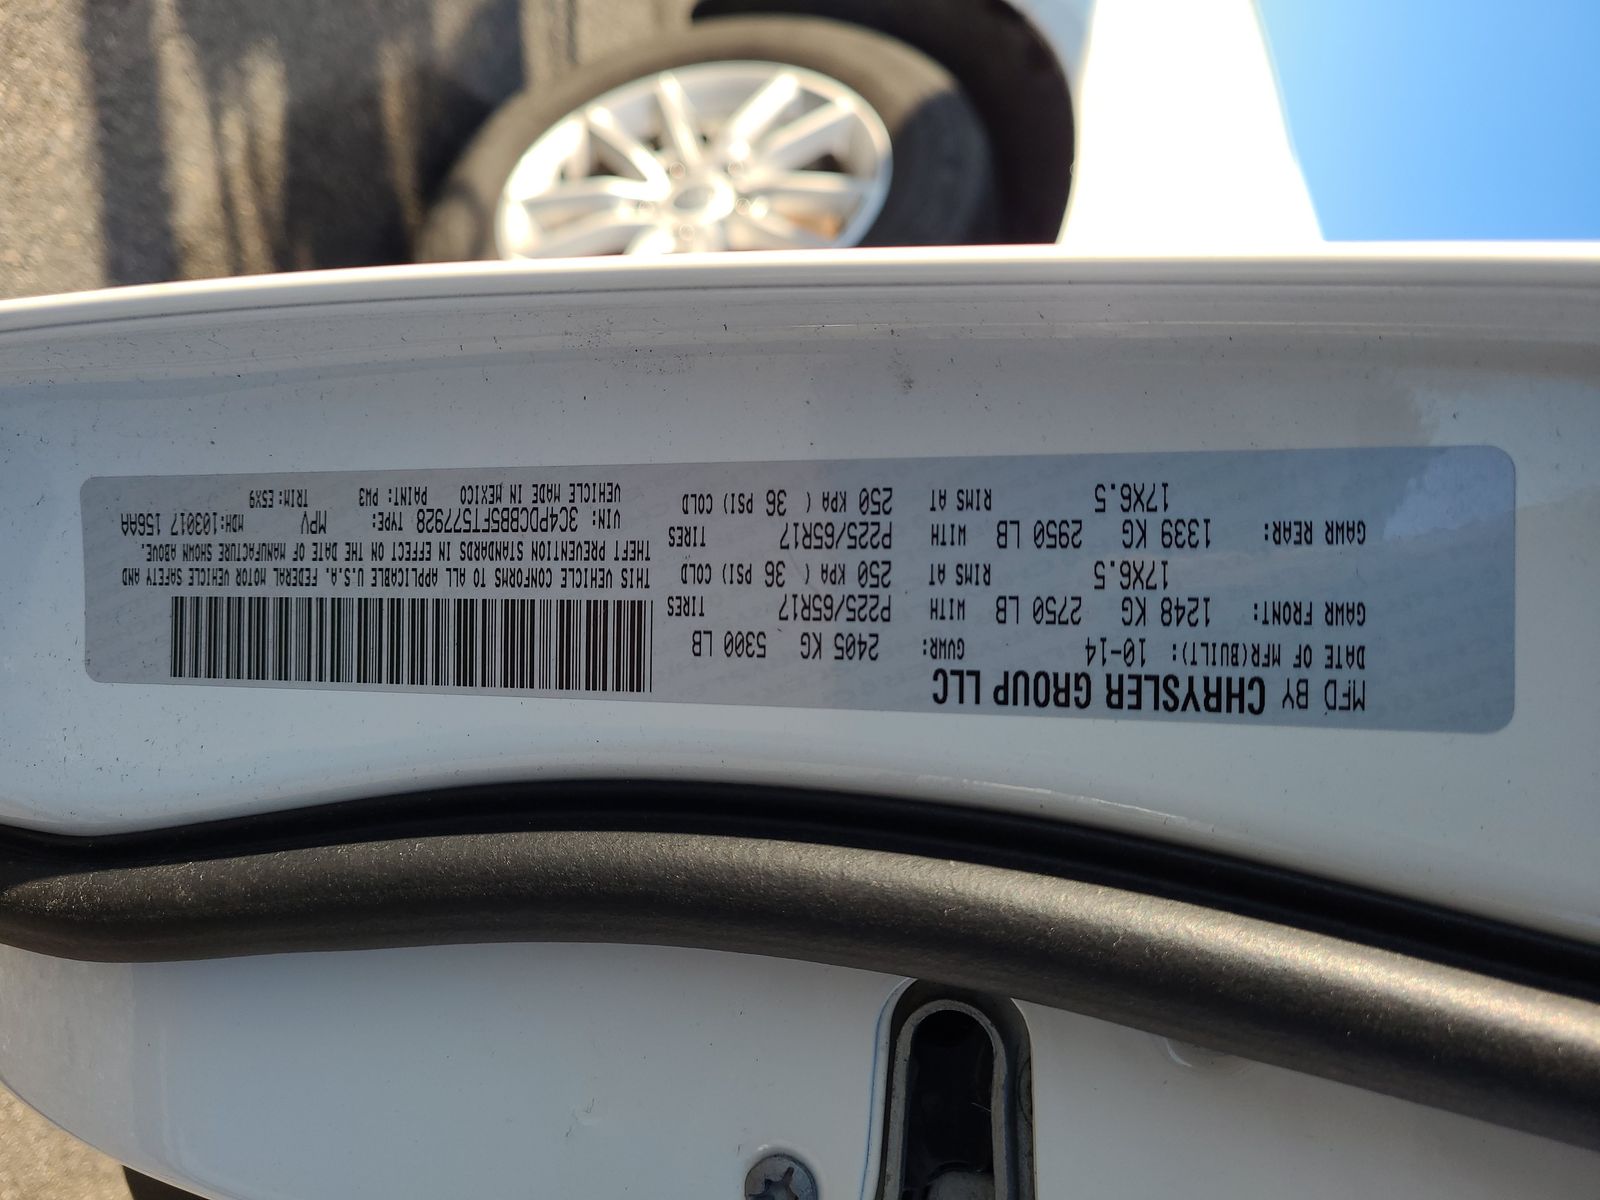 MFD BY CHRYSLER GROUP LLC
DATE OF MFR(BUILT): 10-14 GVWR: 2405 KG 5300 LB
GAWR FRONT: 1248 KG 2750 LB WITH P225/65R17 TIRES
17X6.5 RIMS AT 250 KPA ( 36 PSI) COLD
GAWR REAR: 1339 KG 2950 LB WITH P225/65R17 TIRES
17X6.5 RIMS AT 250 KPA ( 36 PSI) COLD
THIS VEHICLE CONFORMS TO ALL APPLICABLE U.S.A. FEDERAL MOTOR VEHICLE SAFETY AND
THEFT PREVENTION STANDARDS IN EFFECT ON THE DATE OF MANUFACTURE SHOWN ABOVE.
VIN: 3C4PDCBB5FT577928 TYPE: MPV MDH: 103017 156AA
VEHICLE MADE IN MEXICO PAINT: PW3 TRIM: E5X9